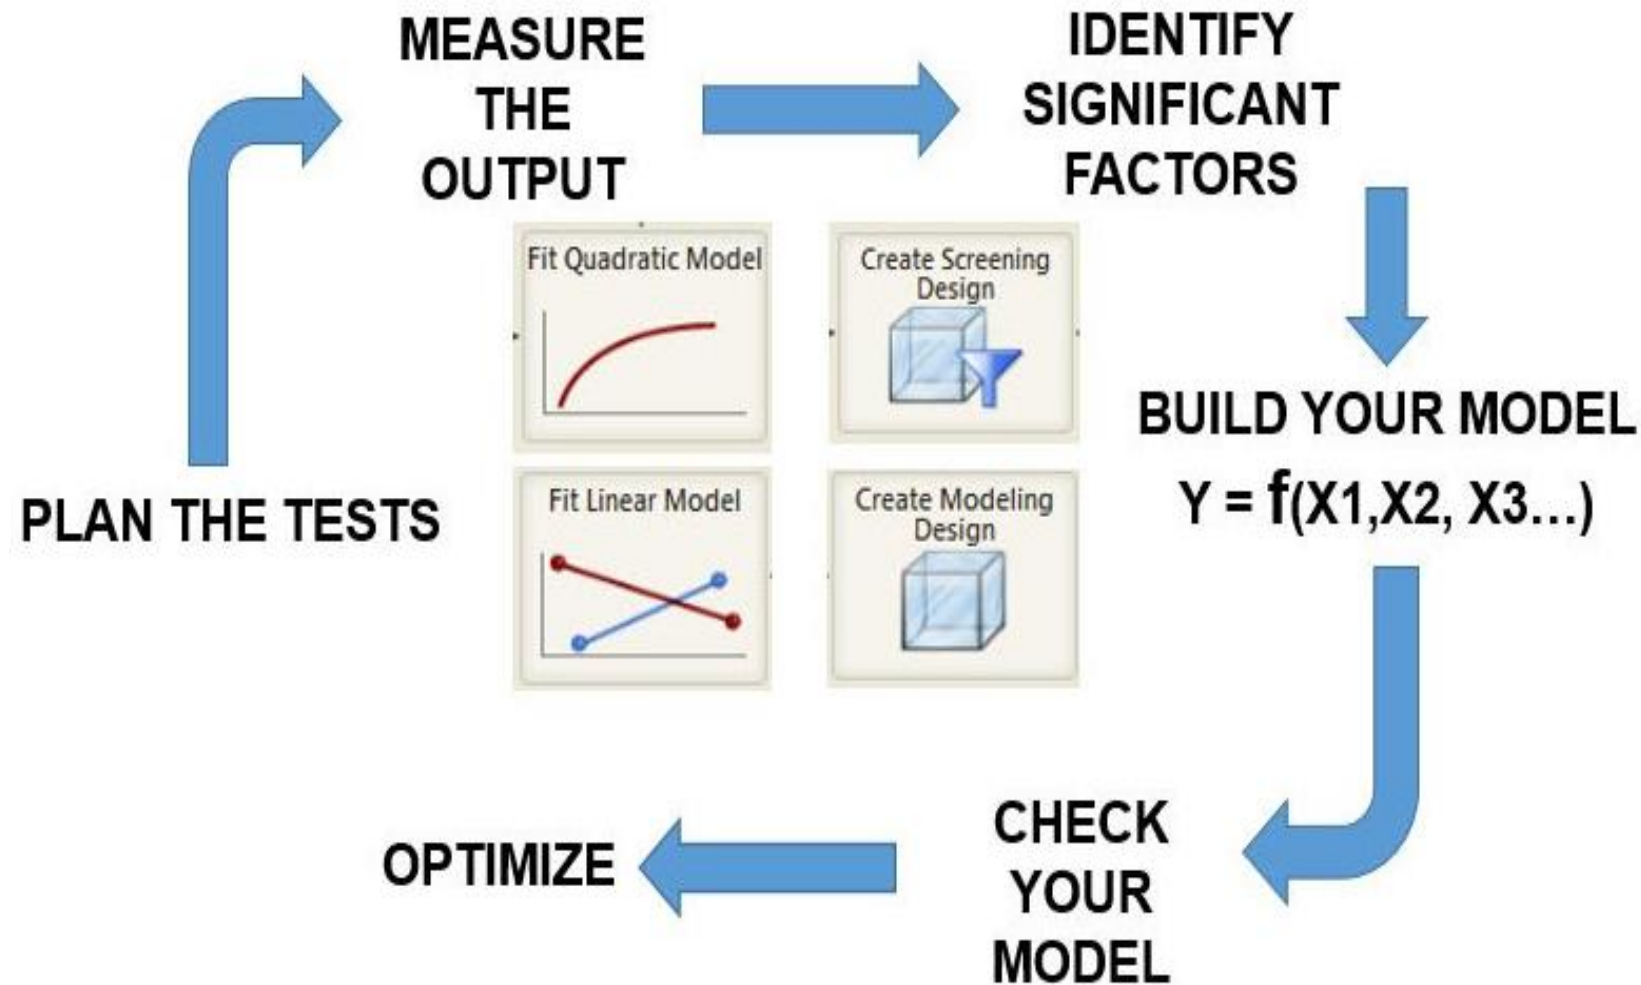 MEASURE
THE
OUTPUT
IDENTIFY
SIGNIFICANT
FACTORS
Fit Quadratic Model
Create Screening
Design
BUILD YOUR MODEL
Y = f(X1,X2, X3...)
PLAN THE TESTS
Fit Linear Model
Create Modeling
Design
CHECK
YOUR
MODEL
OPTIMIZE